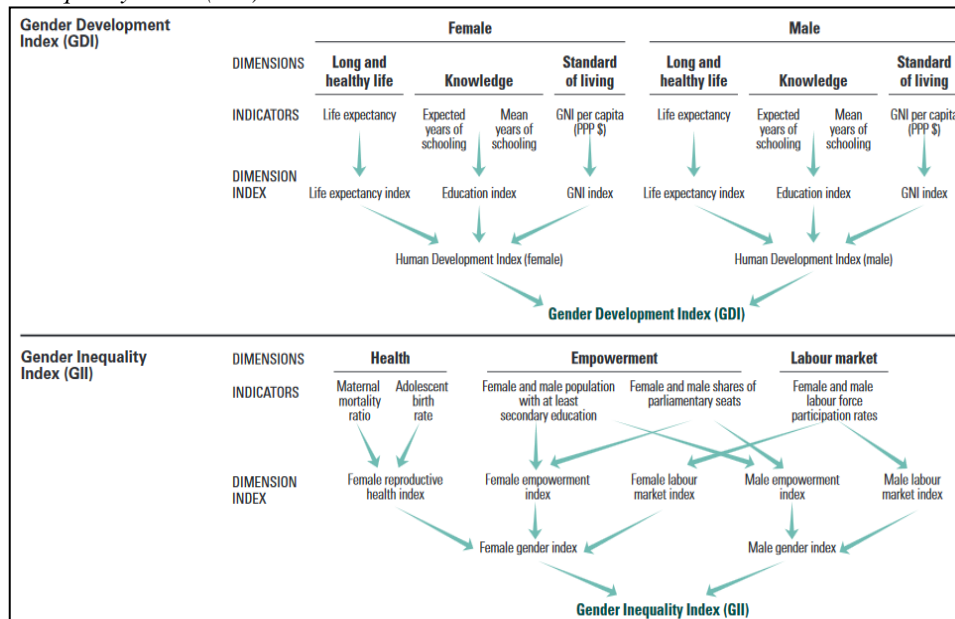 Gender Development
Index (GDI)
Female Male
DIMENSIONS
Long and
healthy life
Knowledge
Standard
of living
Long and
healthy life
Knowledge
Standard
of living
INDICATORS
Life expectancy
Expected
years of
schooling
Mean
years of
schooling
GNI per capita
(PPP $)
Life expectancy
Expected
years of
schooling
Mean
years of
schooling
GNI per capita
(PPP $)
DIMENSION
INDEX
Life expectancy index Education index GNI index Life expectancy index Education index GNI index
Human Development Index (female) Human Development Index (male)
Gender Development Index (GDI)
Gender Inequality
Index (GII)
DIMENSIONS Health Empowerment Labour market
INDICATORS
Maternal
mortality
ratio
Adolescent
birth
rate
Female and male population
with at least
secondary education
Female and male shares of
parliamentary seats
Female and male
labour force
participation rates
DIMENSION
INDEX
Female reproductive
health index
Female empowerment
index
Female labour
market index
Male empowerment
index
Male labour
market index
Female gender index Male gender index
Gender Inequality Index (GII)